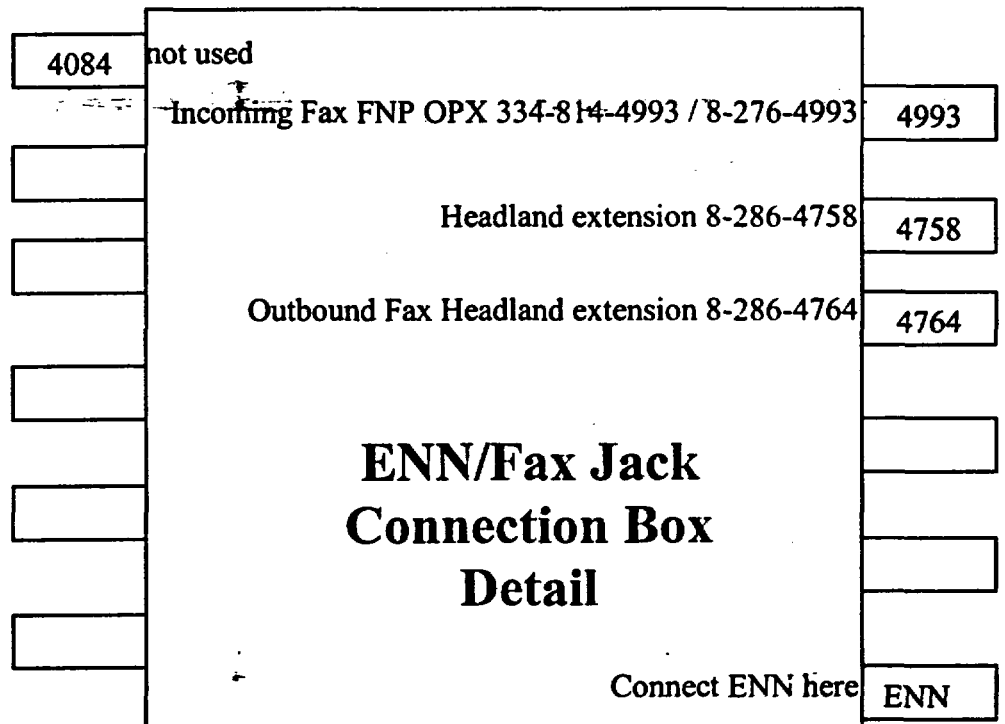 4084 not used
Incoming Fax FNP OPX 334-814-4993 / 8-276-4993 4993
Headland extension 8-286-4758 4758
Outbound Fax Headland extension 8-286-4764 4764
ENN/Fax Jack
Connection Box
Detail
Connect ENN here ENN